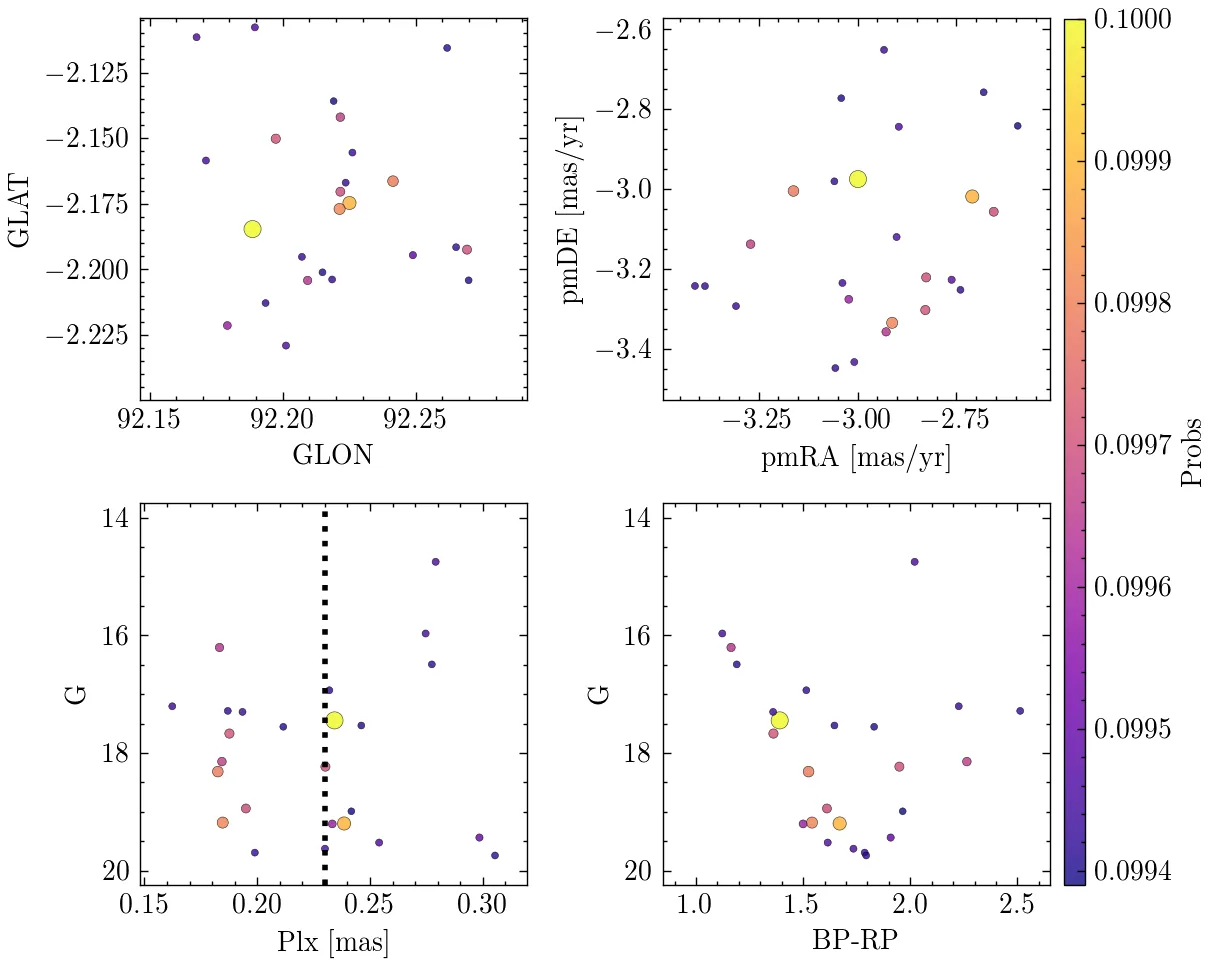 −2.125
−2.150
−2.175
−2.200
−2.225
GLAT
92.15 92.20 92.25
GLON
−2.6
−2.8
−3.0
−3.2
−3.4
pmDE [mas/yr]
−3.25 −3.00 −2.75
pmRA [mas/yr]
0.1000
0.0999
0.0998
0.0997
0.0996
0.0995
0.0994
Probs
14
16
18
20
G
0.15 0.20 0.25 0.30
Plx [mas]
14
16
18
20
G
1.0 1.5 2.0 2.5
BP-RP